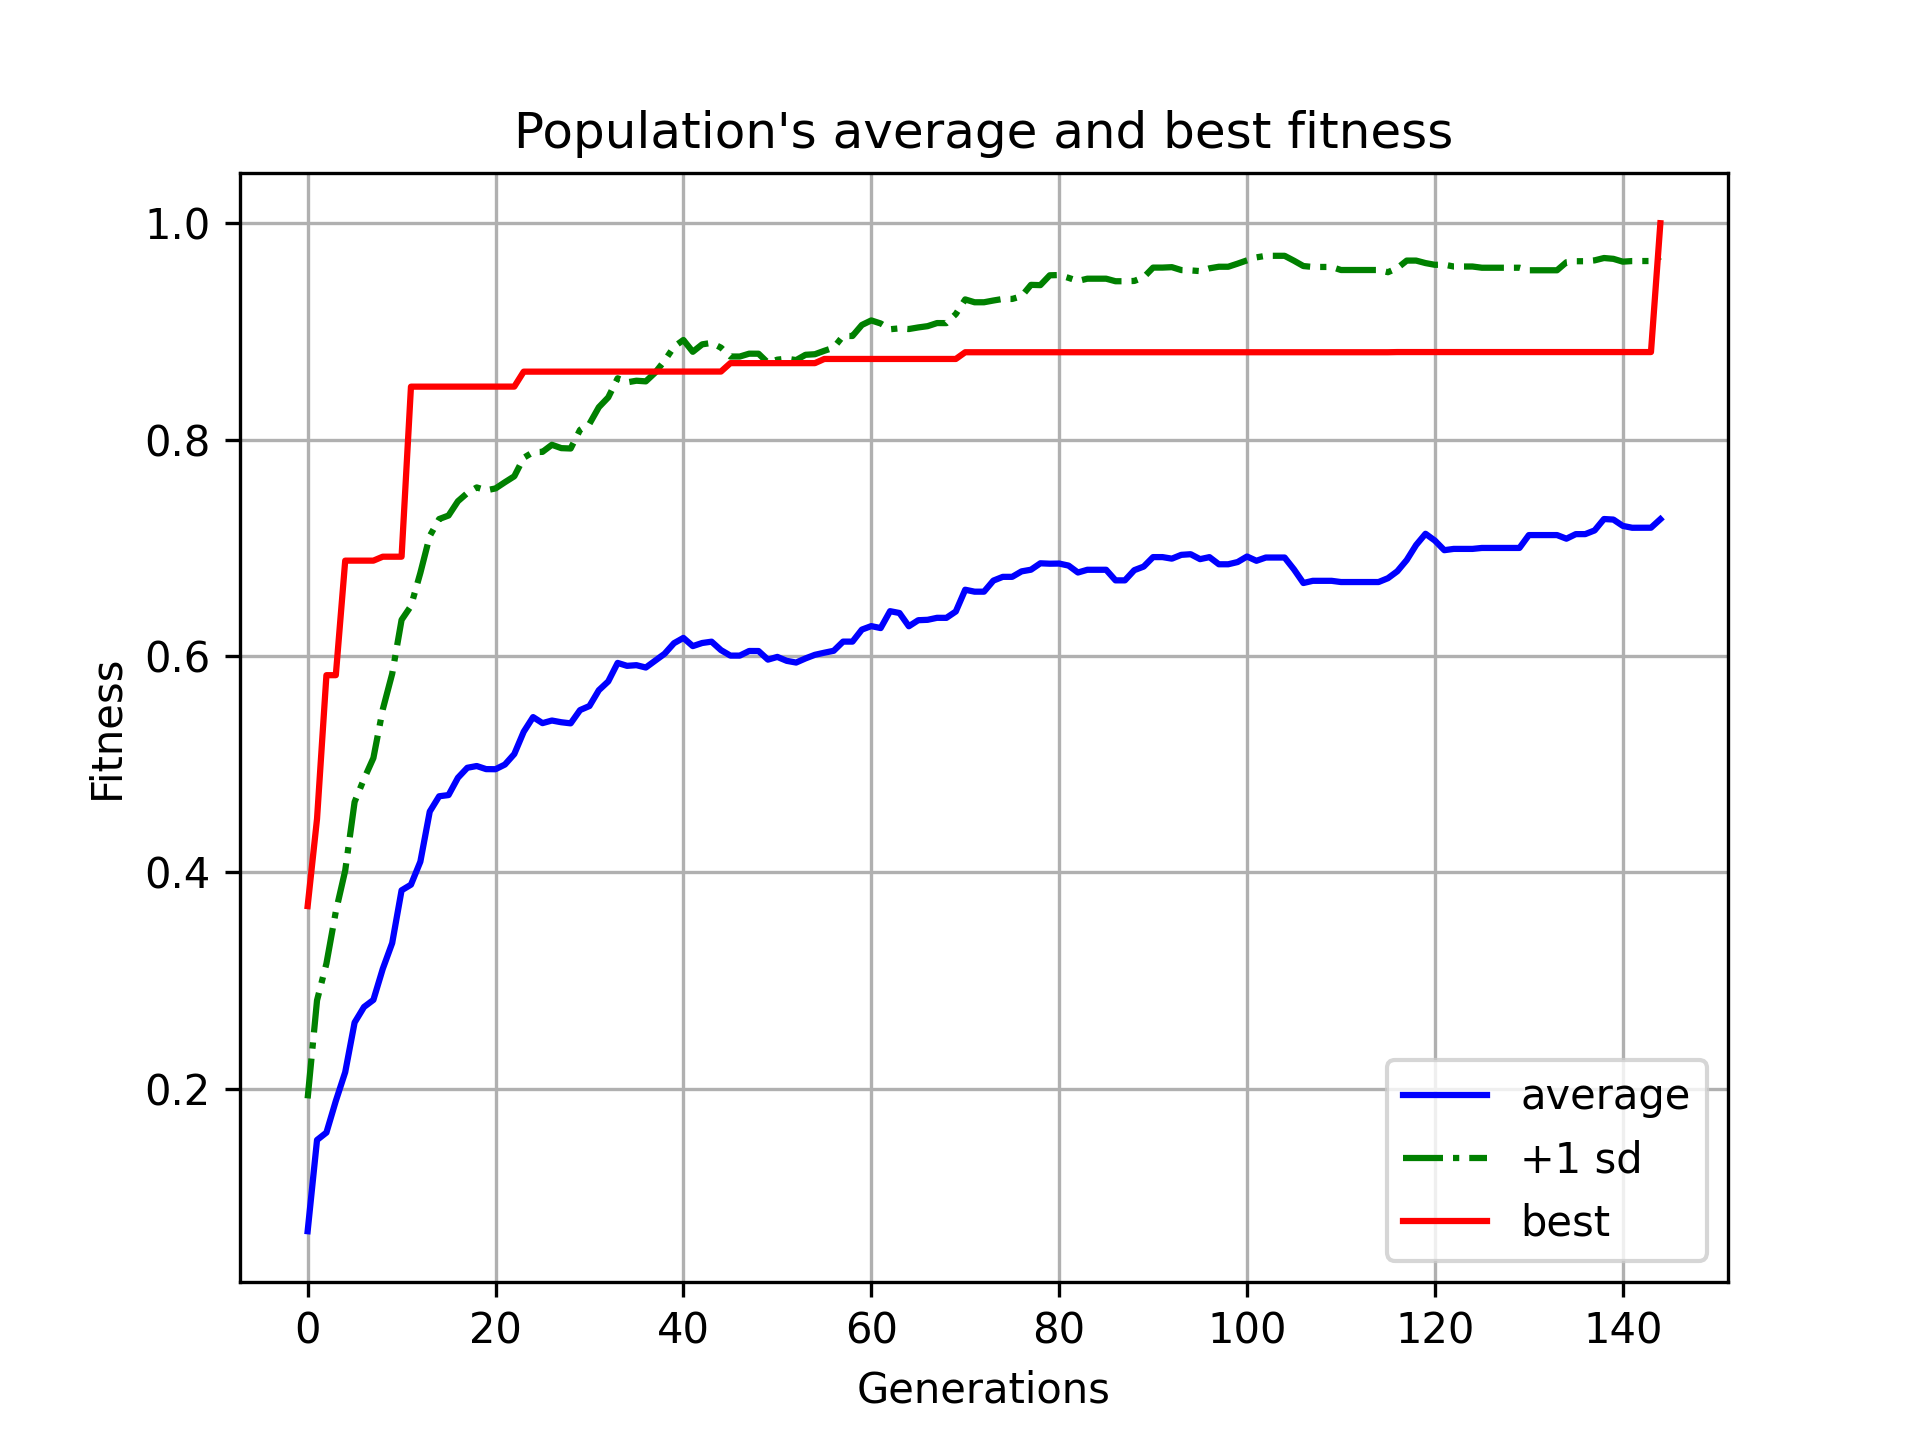 Population's average and best fitness
1.0
0.8
0.6
0.4
0.2
Fitness
average
+1 sd
best
0 20 40 60 80 100 120 140
Generations